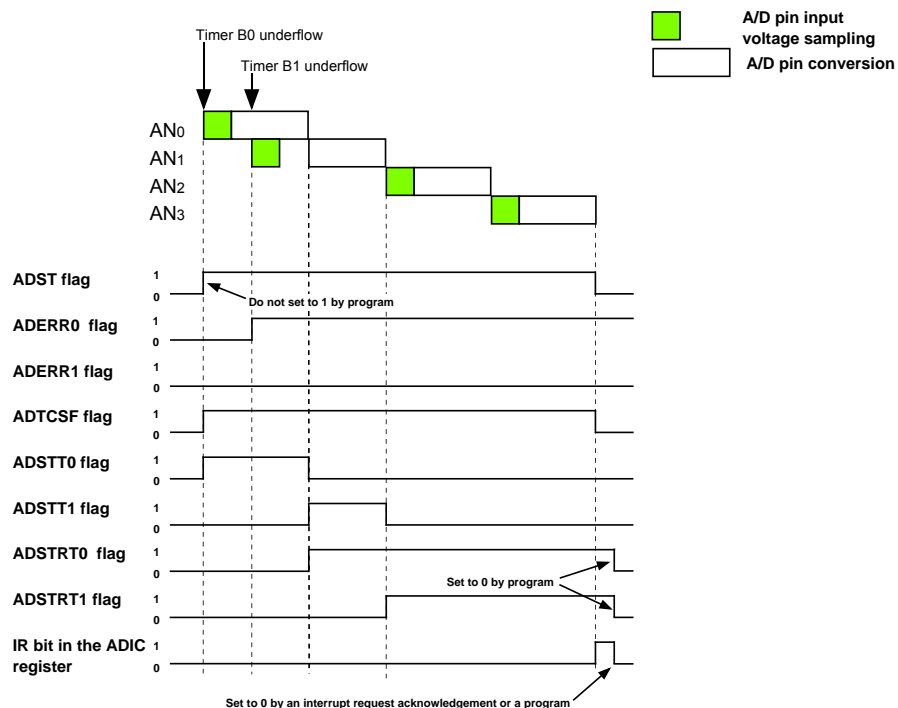 Timer B0 underflow
Timer B1 underflow
A/D pin input
voltage sampling
A/D pin conversion
AN0
AN1
AN2
AN3
ADST flag
1
0
Do not set to 1 by program
ADERR0 flag
1
0
ADERR1 flag
1
0
ADTCSF flag
1
0
ADSTT0 flag
1
0
ADSTT1 flag
1
0
ADSTRT0 flag
1
0
Set to 0 by program
ADSTRT1 flag
1
0
IR bit in the ADIC
register
1
0
Set to 0 by an interrupt request acknowledgement or a program